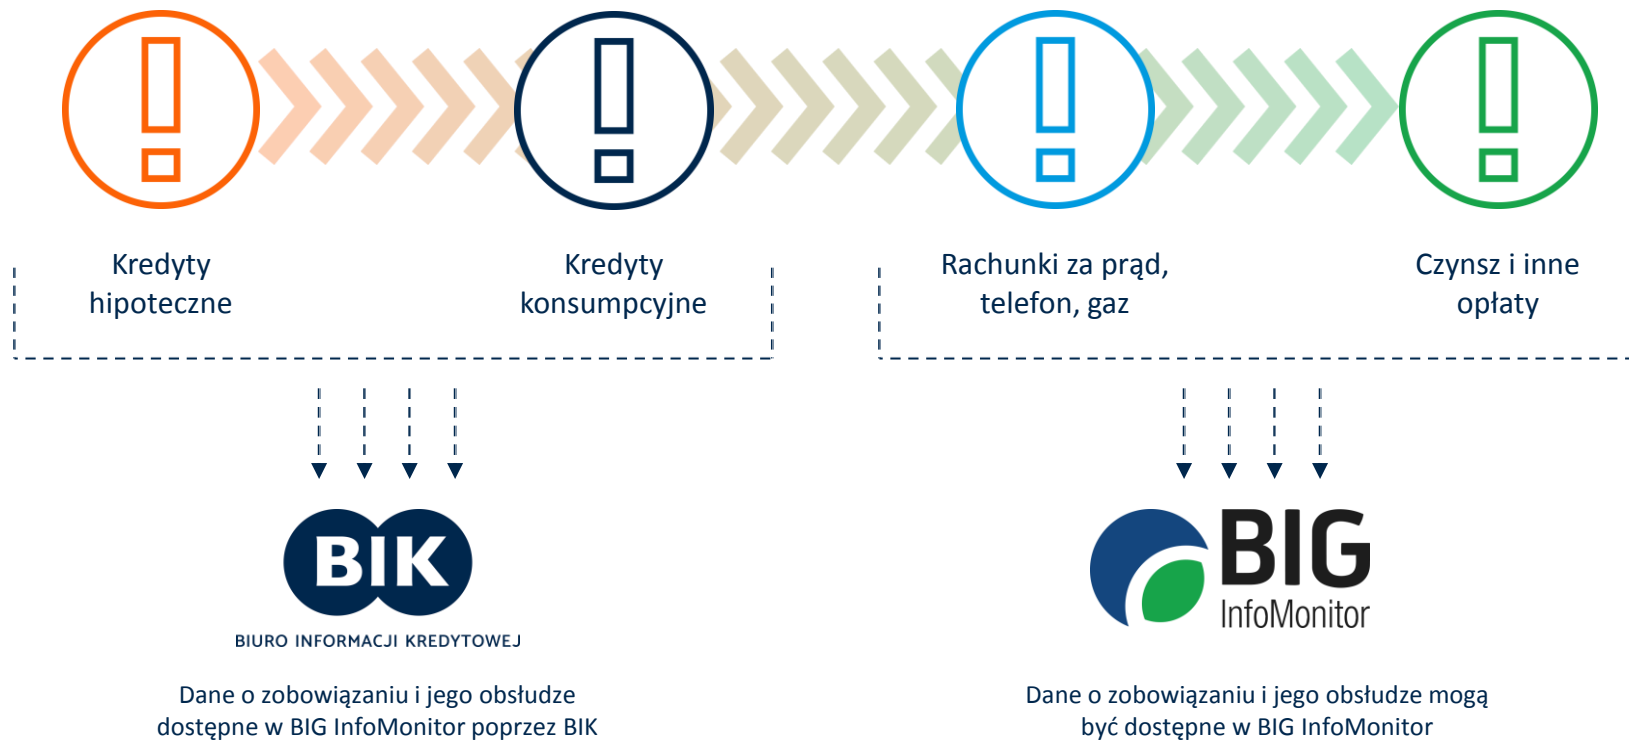 Kredyty
hipoteczne
Kredyty
konsumpcyjne
Rachunki za prąd,
telefon, gaz
Czynsz i inne
opłaty
BIK
BIURO INFORMACJI KREDYTOWEJ
BIG
InfoMonitor
Dane o zobowiązaniu i jego obsłudze
dostępne w BIG InfoMonitor poprzez BIK
Dane o zobowiązaniu i jego obsłudze mogą
być dostępne w BIG InfoMonitor